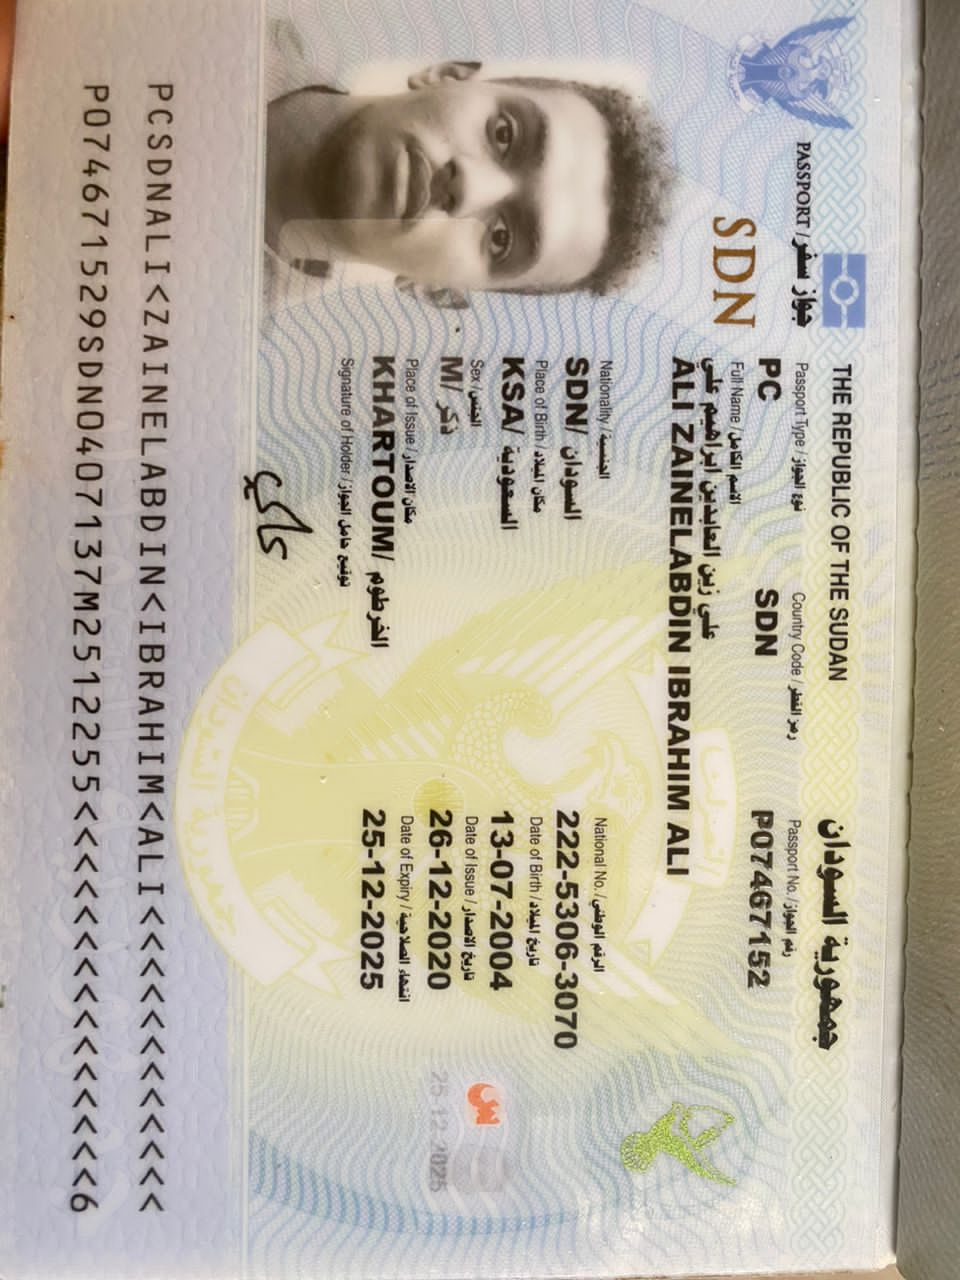 THE REPUBLIC OF THE SUDAN جمهورية السودان
PASSPORT / جواز سفر
Passport Type / نوع الجواز Country Code / رمز القطر Passport No. / رقم الجواز
PC SDN P07467152
SDN
Full Name / الاسم الكامل
علي زين العابدين ابراهيم علي
ALI ZAINELABDIN IBRAHIM ALI
Nationality / الجنسية National No. / الرقم الوطني
SDN/ السودان 222-5306-3070
Place of Birth / مكان الميلاد Date of Birth / تاريخ الميلاد
KSA/ السعودية 13-07-2004
Sex / الجنس Date of Issue / تاريخ الاصدار
M/ ذكر 26-12-2020
Place of Issue / مكان الاصدار Date of Expiry / انتهاء الصلاحية
KHARTOUM/ الخرطوم 25-12-2025
25 12 2025
Signature of Holder / توقيع حامل الجواز
جمهورية السودان
PCSDNALI<ZAINELABDIN<IBRAHIM<ALI<<<<<<<<<<<<
P074671529SDN0407137M2512255<<<<<<<<<<<<<<<6